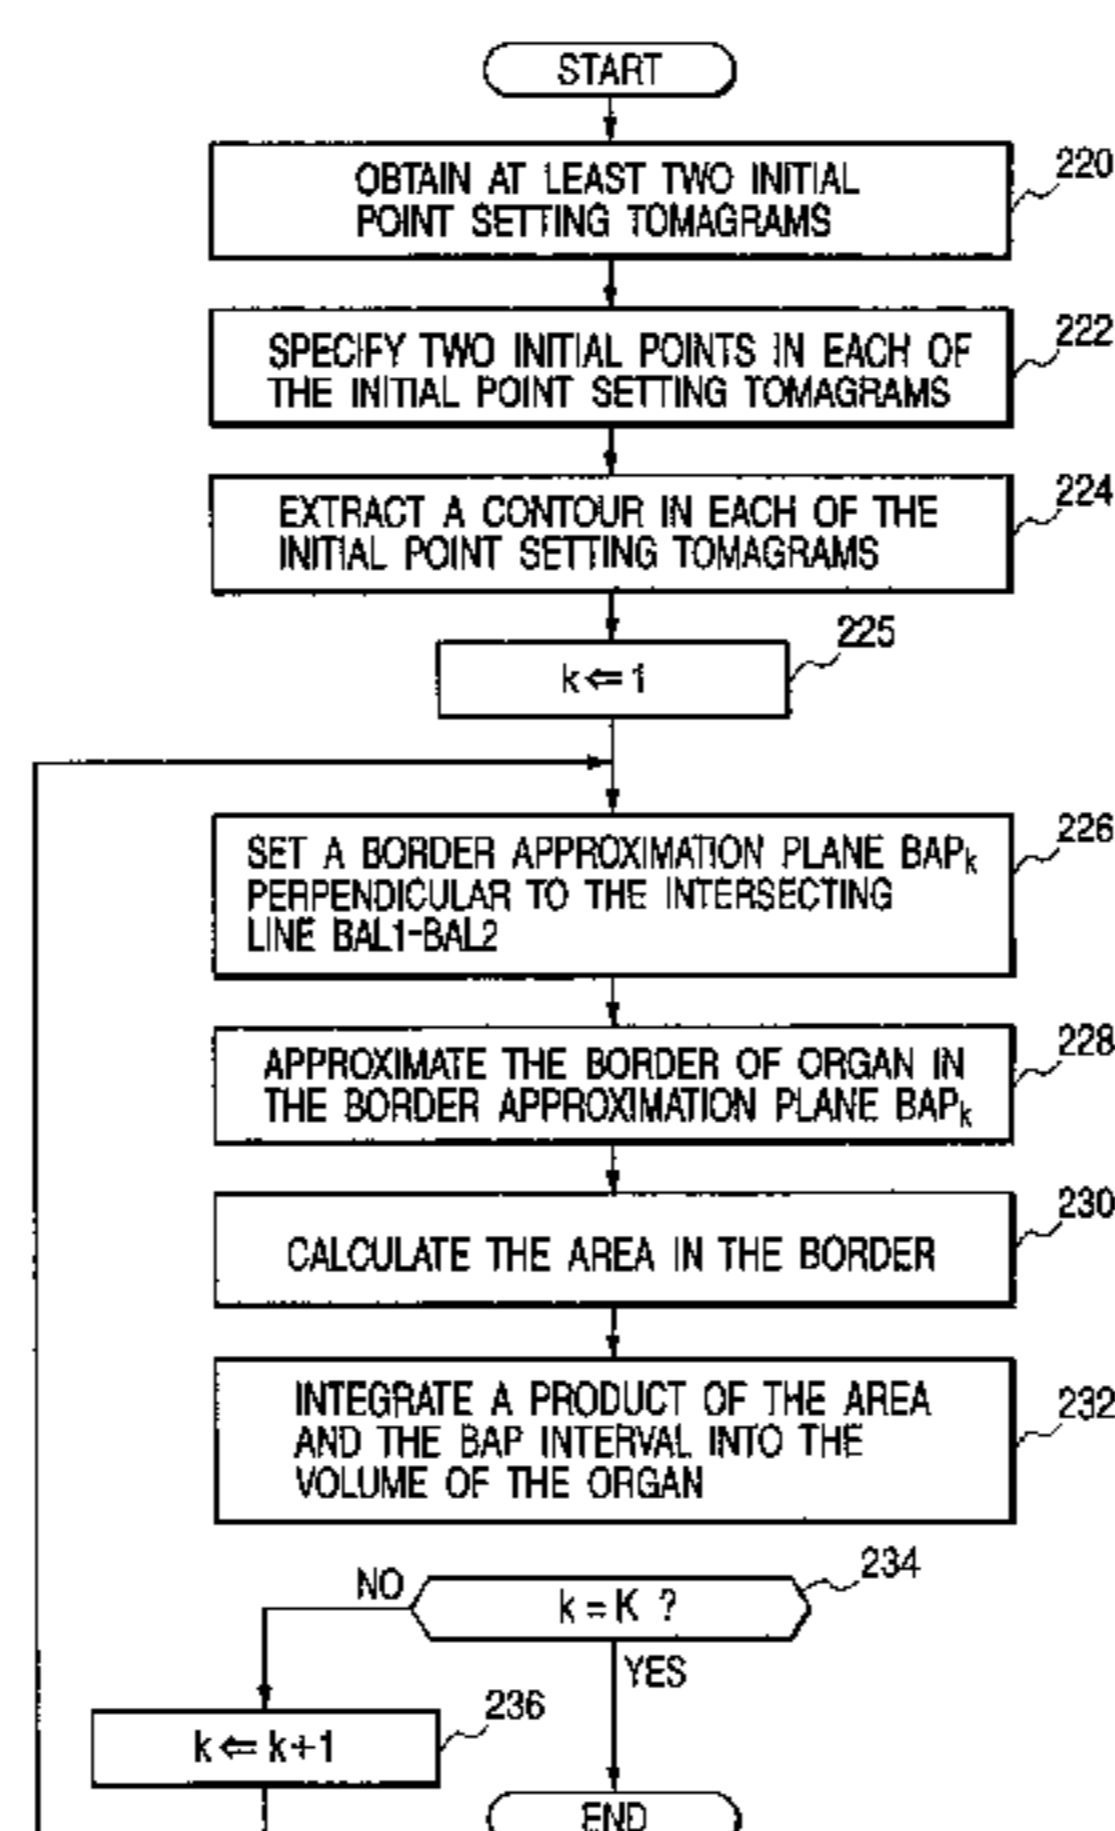 START
OBTAIN AT LEAST TWO INITIAL
POINT SETTING TOMAGRAMS
220
SPECIFY TWO INITIAL POINTS IN EACH OF
THE INITIAL POINT SETTING TOMAGRAMS
222
EXTRACT A CONTOUR IN EACH OF THE
INITIAL POINT SETTING TOMAGRAMS
224
k⇐1
225
SET A BORDER APPROXIMATION PLANE BAPₖ
PERPENDICULAR TO THE INTERSECTING
LINE BAL1-BAL2
226
APPROXIMATE THE BORDER OF ORGAN IN
THE BORDER APPROXIMATION PLANE BAPₖ
228
CALCULATE THE AREA IN THE BORDER
230
INTEGRATE A PRODUCT OF THE AREA
AND THE BAP INTERVAL INTO THE
VOLUME OF THE ORGAN
232
k = K ?
234
NO
YES
k⇐k+1
236
END